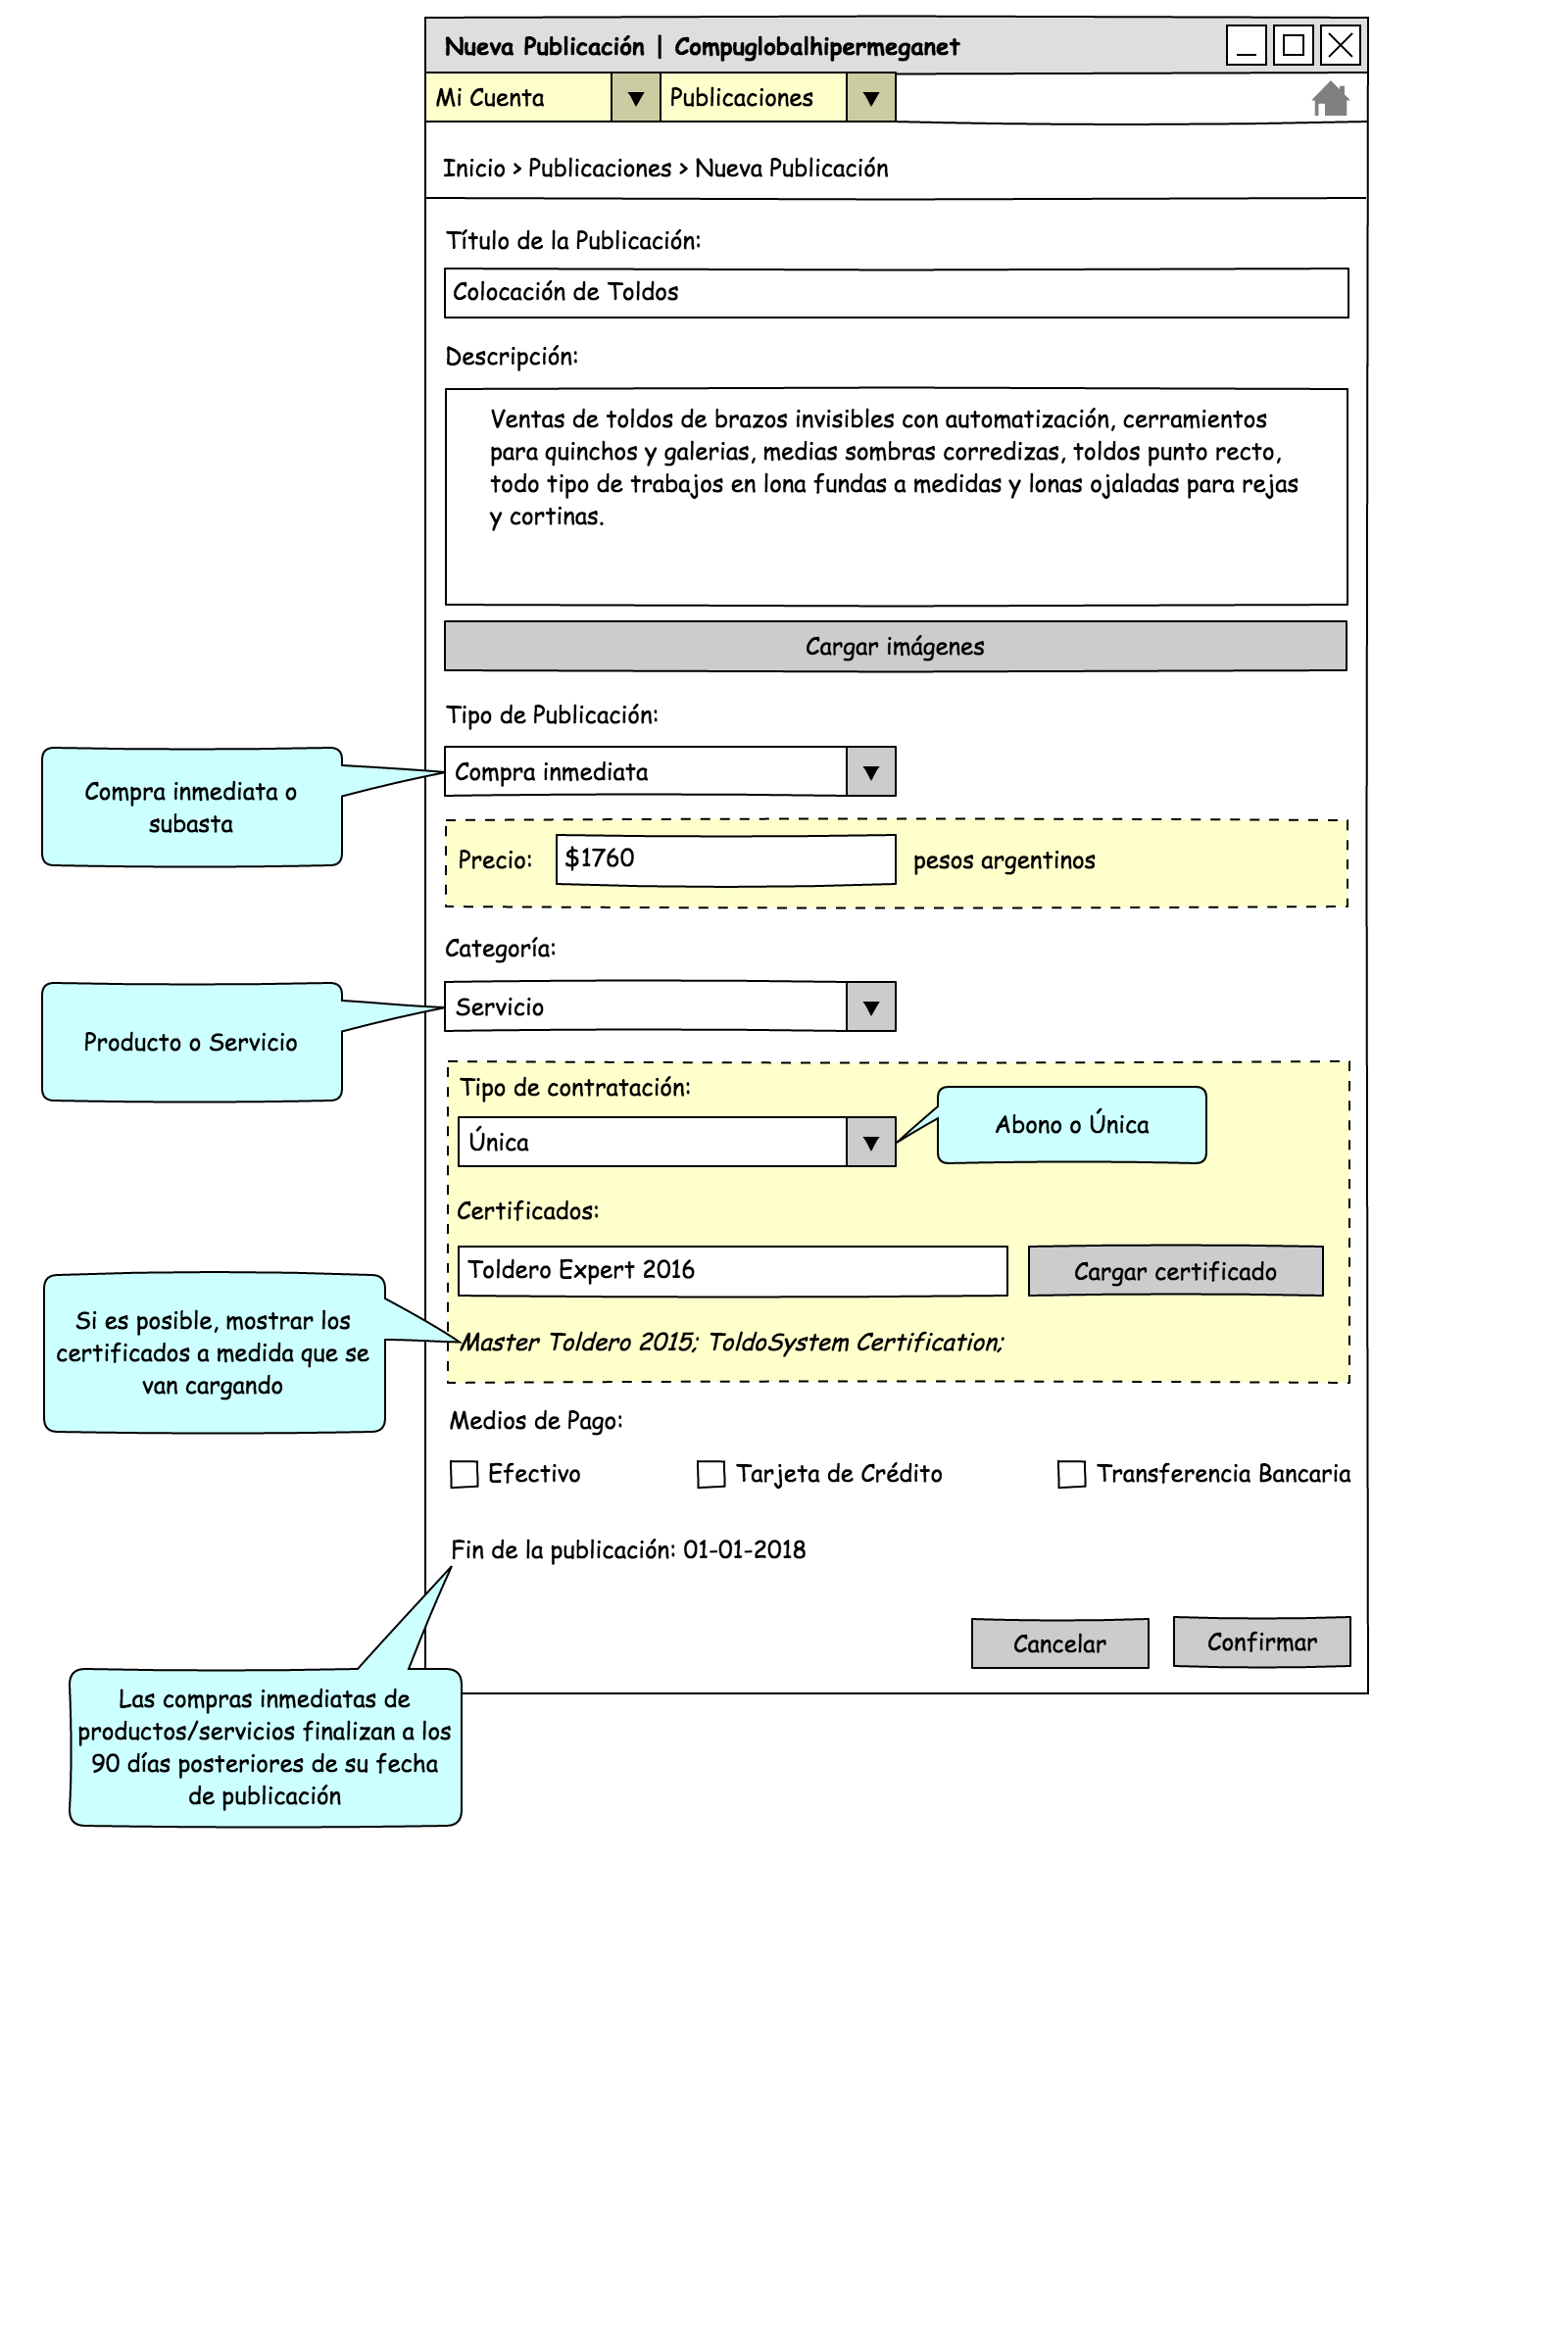 Nueva Publicación | Compuglobalhipermeganet
Mi Cuenta
Publicaciones
Inicio > Publicaciones > Nueva Publicación
Título de la Publicación:
Colocación de Toldos
Descripción:
Ventas de toldos de brazos invisibles con automatización, cerramientos
para quinchos y galerias, medias sombras corredizas, toldos punto recto,
todo tipo de trabajos en lona fundas a medidas y lonas ojaladas para rejas
y cortinas.
Cargar imágenes
Tipo de Publicación:
Compra inmediata o
subasta
Compra inmediata
Precio:
$1760
pesos argentinos
Categoría:
Producto o Servicio
Servicio
Tipo de contratación:
Única
Abono o Única
Certificados:
Toldero Expert 2016
Cargar certificado
Si es posible, mostrar los
certificados a medida que se
van cargando
Master Toldero 2015; ToldoSystem Certification;
Medios de Pago:
Efectivo
Tarjeta de Crédito
Transferencia Bancaria
Fin de la publicación: 01-01-2018
Cancelar
Confirmar
Las compras inmediatas de
productos/servicios finalizan a los
90 días posteriores de su fecha
de publicación